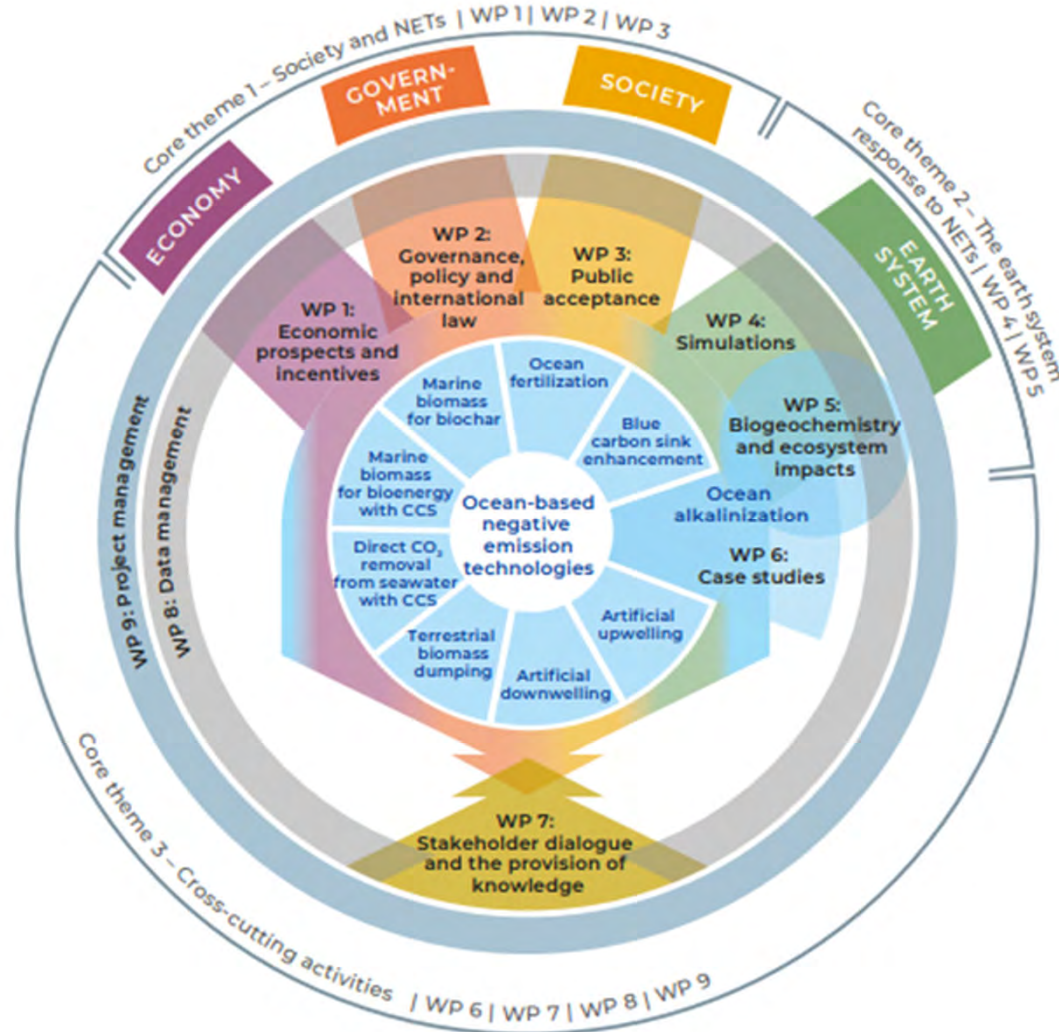 Core theme 1 – Society and NETs | WP 1 | WP 2 | WP 3
Core theme 2 – The earth system
response to NETs | WP 4 | WP 5
ECONOMY
GOVERN-
MENT
SOCIETY
EARTH
SYSTEM
WP 1:
Economic
prospects and
incentives
WP 2:
Governance,
policy and
international
law
WP 3:
Public
acceptance
WP 4:
Simulations
WP 5:
Biogeochemistry
and ecosystem
impacts
WP 9: Project management
WP 8: Data management
Ocean
fertilization
Marine
biomass
for biochar
Blue
carbon sink
enhancement
Marine
biomass
for bioenergy
with CCS
Ocean-based
negative
emission
technologies
Ocean
alkalinization
Direct CO₂
removal
from seawater
with CCS
WP 6:
Case studies
Terrestrial
biomass
dumping
Artificial
downwelling
Artificial
upwelling
WP 7:
Stakeholder dialogue
and the provision of
knowledge
Core theme 3 – Cross-cutting activities | WP 6 | WP 7 | WP 8 | WP 9